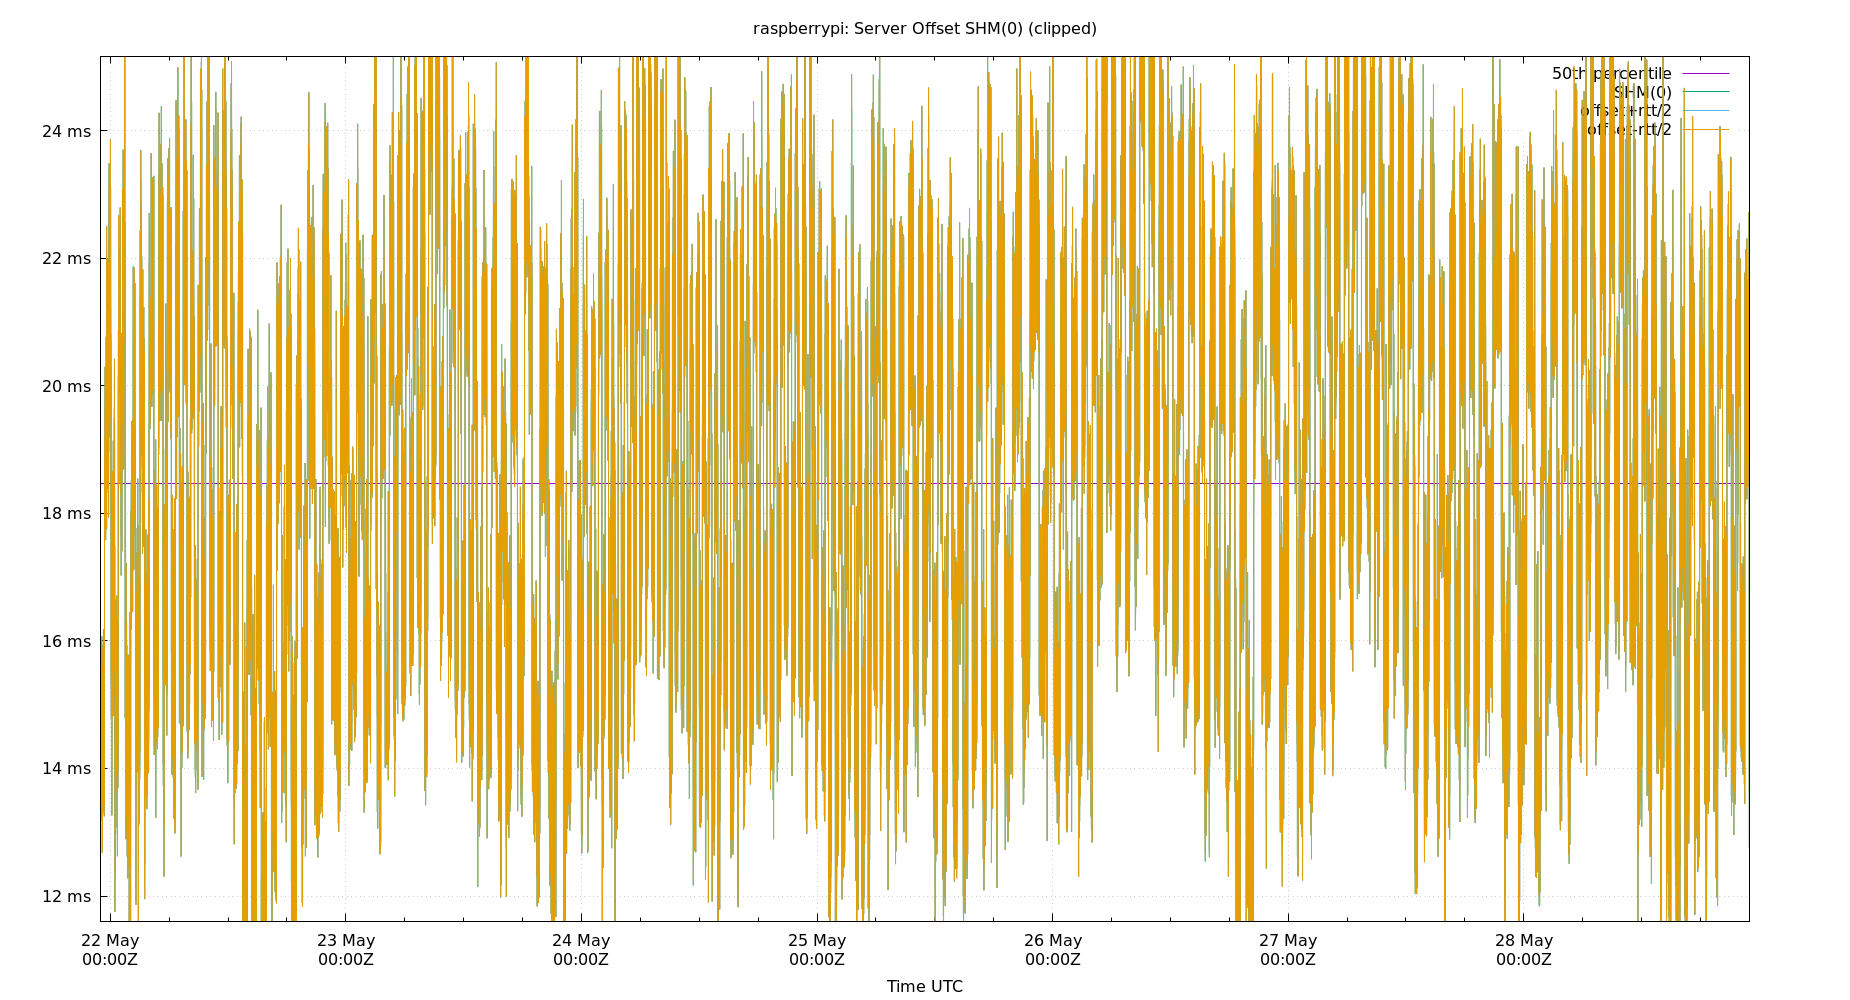 raspberrypi: Server Offset SHM(0) (clipped)
50th percentile
SHM(0)
offset+rtt/2
offset-rtt/2
24 ms
22 ms
20 ms
18 ms
16 ms
14 ms
12 ms
22 May 23 May 24 May 25 May 26 May 27 May 28 May
00:00Z 00:00Z 00:00Z 00:00Z 00:00Z 00:00Z 00:00Z
Time UTC